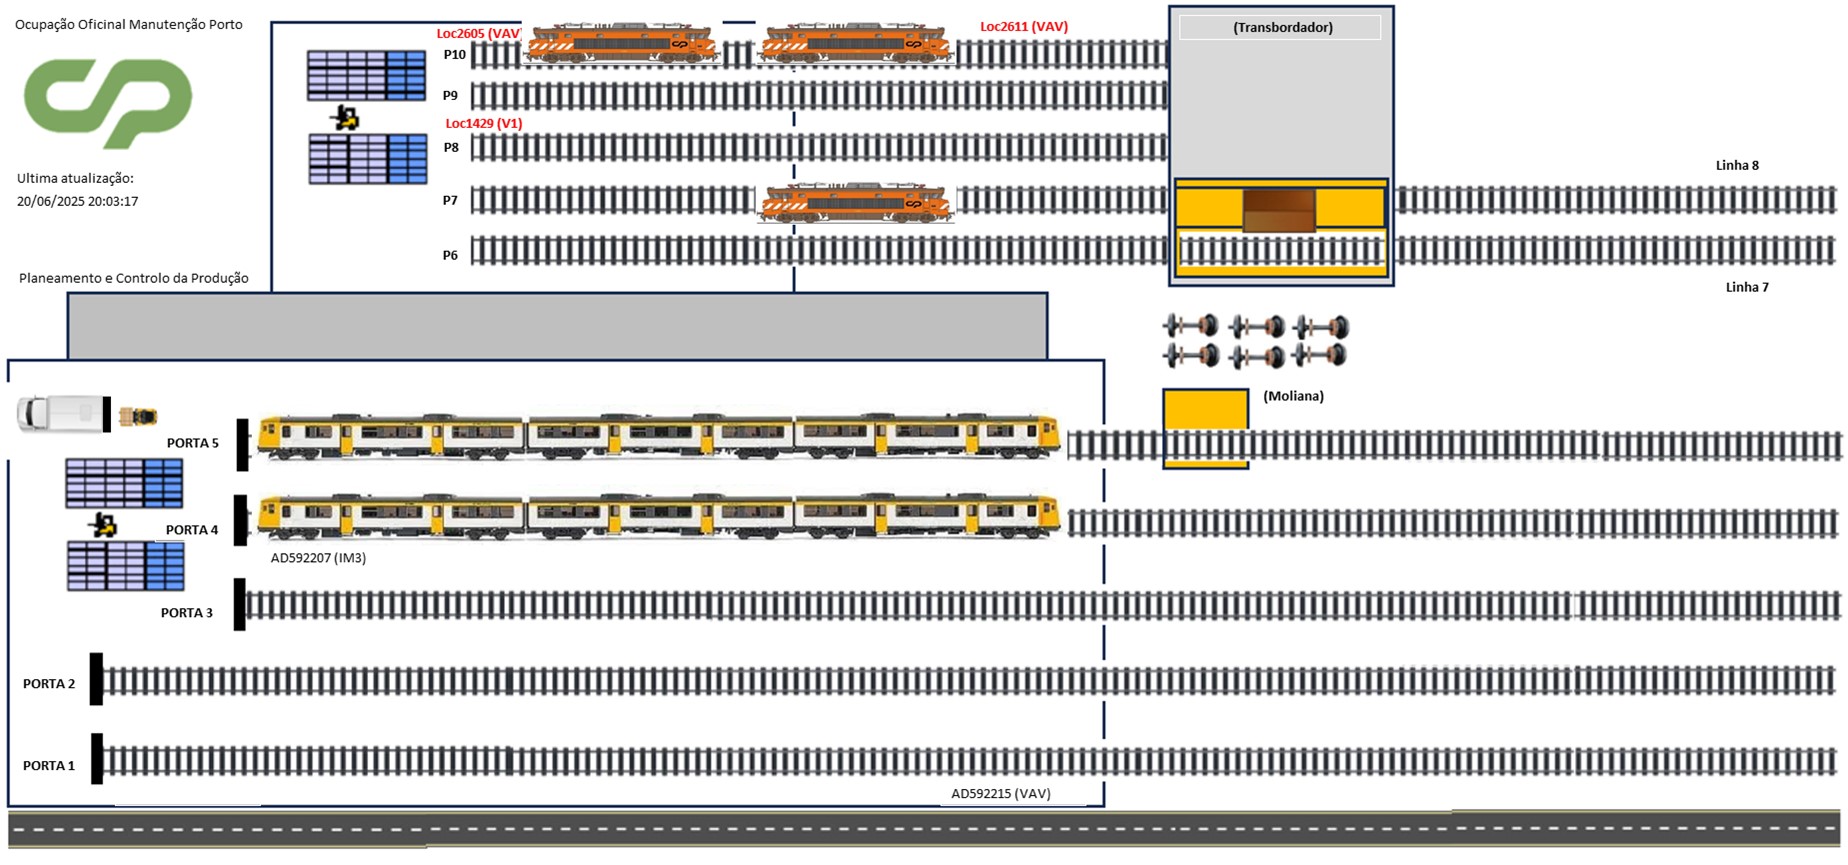 Ocupação Oficinal Manutenção Porto
Loc2605 (VAV)
Loc2611 (VAV)
(Transbordador)
P10
P9
Loc1429 (V1)
P8
Ultima atualização:
20/06/2025 20:03:17
Linha 8
P7
P6
Planeamento e Controlo da Produção
Linha 7
(Moliana)
PORTA 5
PORTA 4
AD592207 (IM3)
PORTA 3
PORTA 2
PORTA 1
AD592215 (VAV)